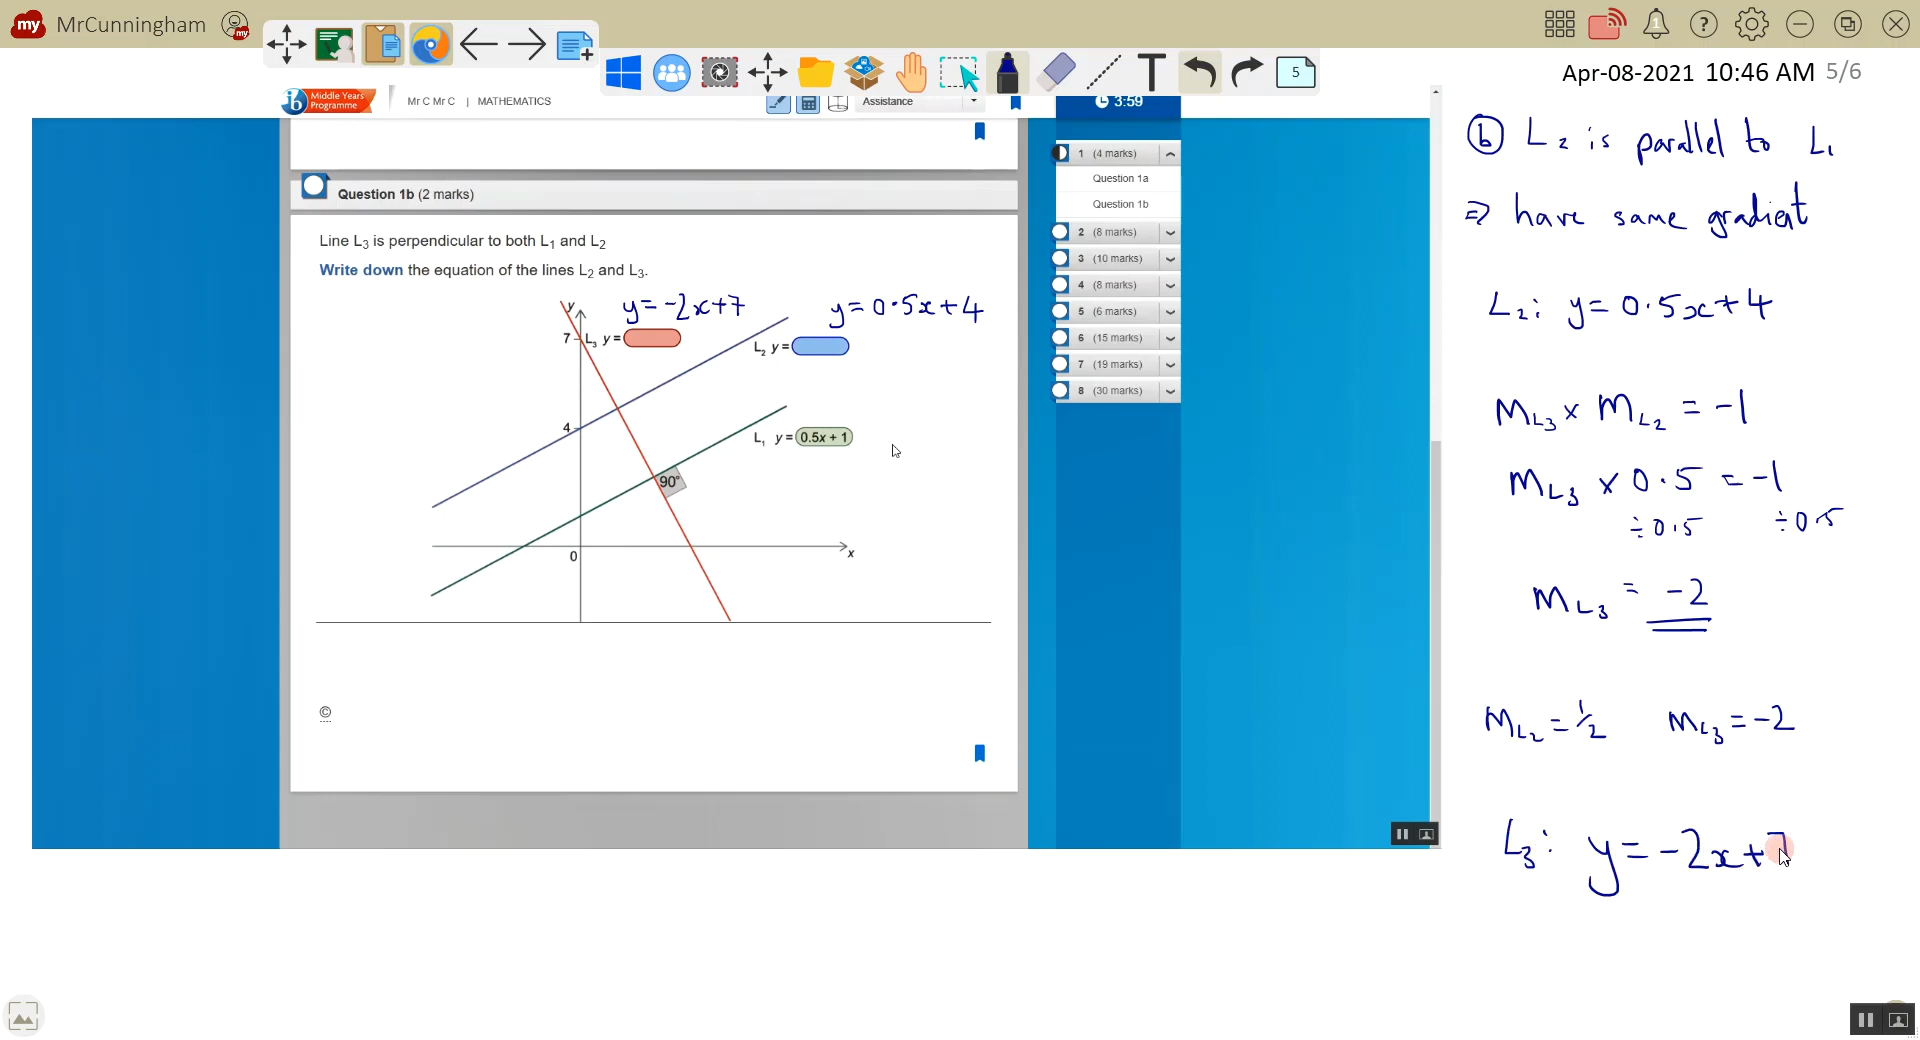 my MrCunningham
my
1
5
Apr-08-2021 10:46 AM 5/6
ib Middle Years Programme
Mr C Mr C | MATHEMATICS
Assistance
3:59
Question 1b (2 marks)
Line L3 is perpendicular to both L1 and L2
Write down the equation of the lines L2 and L3.
y
y=-2x+7
y=0.5x+4
7
L3 y=
L2 y=
4
L1 y= 0.5x + 1
90°
0
x
©
1 (4 marks)
Question 1a
Question 1b
2 (8 marks)
3 (10 marks)
4 (8 marks)
5 (6 marks)
6 (15 marks)
7 (19 marks)
8 (30 marks)
b L2 is parallel to L1
⇒ have same gradient
L2: y=0.5x+4
mL3 x mL2 = -1
mL3 x 0.5 = -1
÷0.5 ÷0.5
mL3 = -2
mL2 = 1/2 mL3 = -2
L3: y=-2x+7